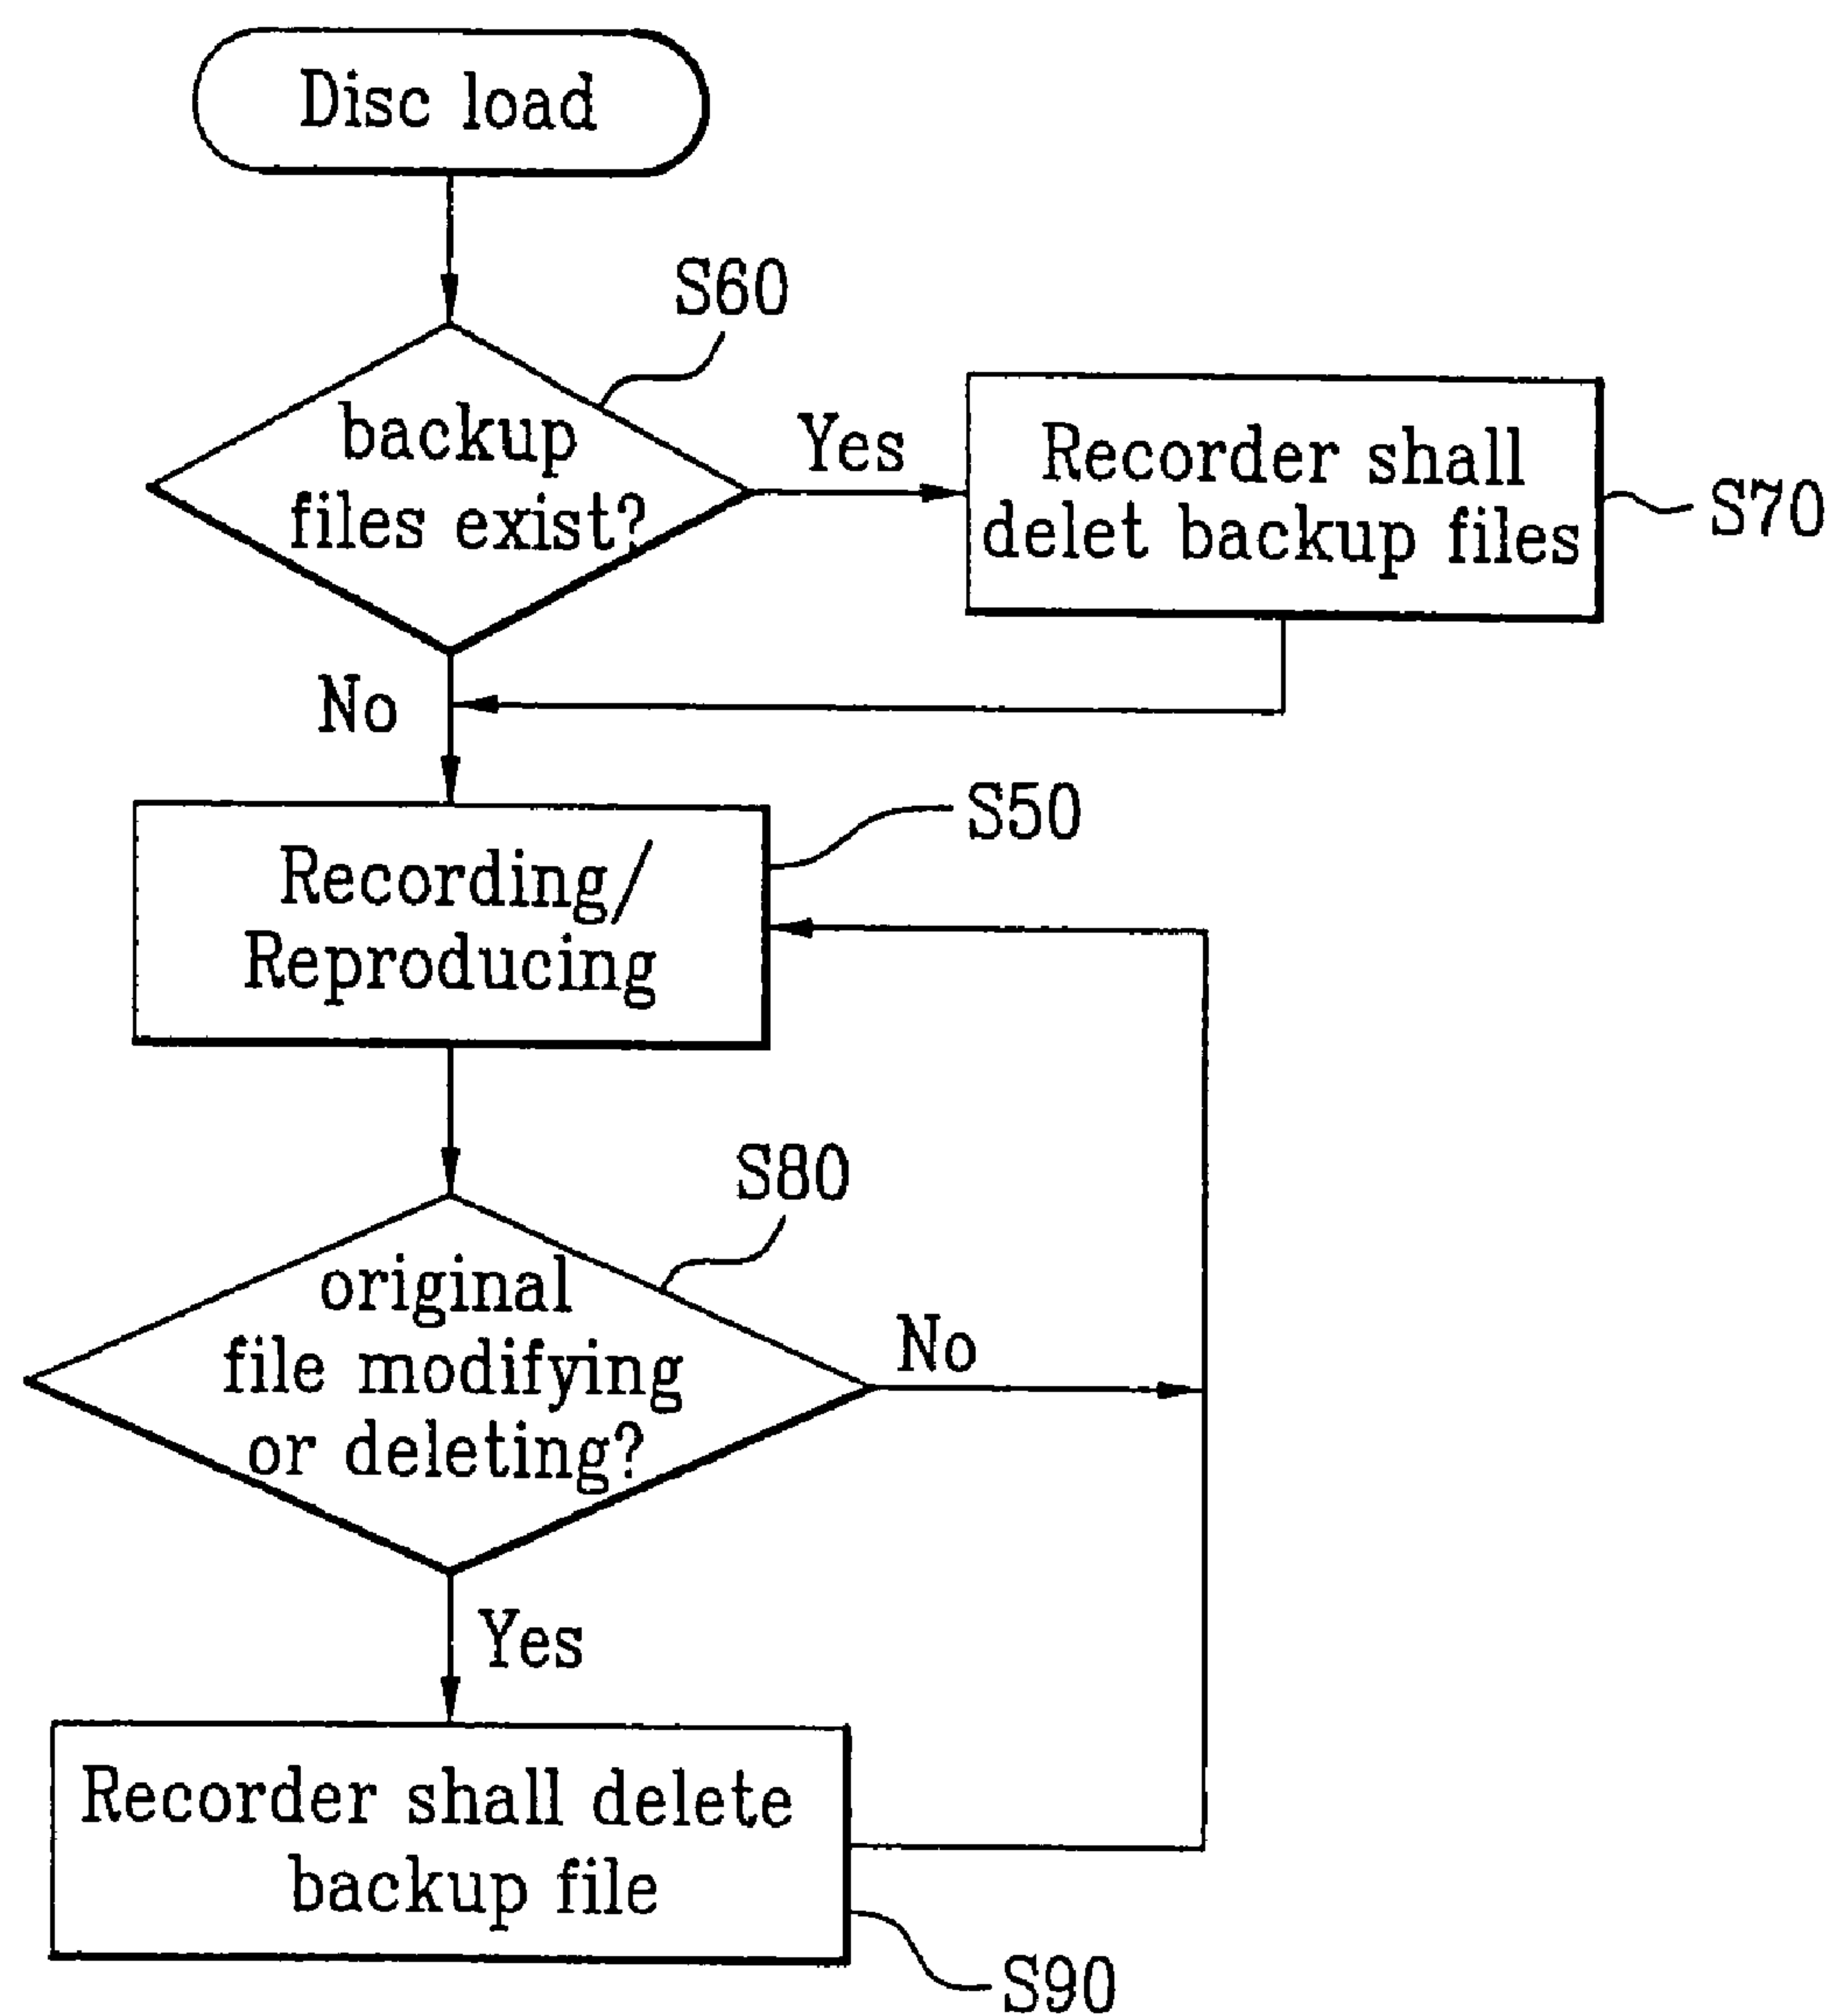 Disc load
S60
backup
files exist?
Yes
Recorder shall
delet backup files
S70
No
S50
Recording/
Reproducing
S80
original
file modifying
or deleting?
No
Yes
Recorder shall delete
backup file
S90